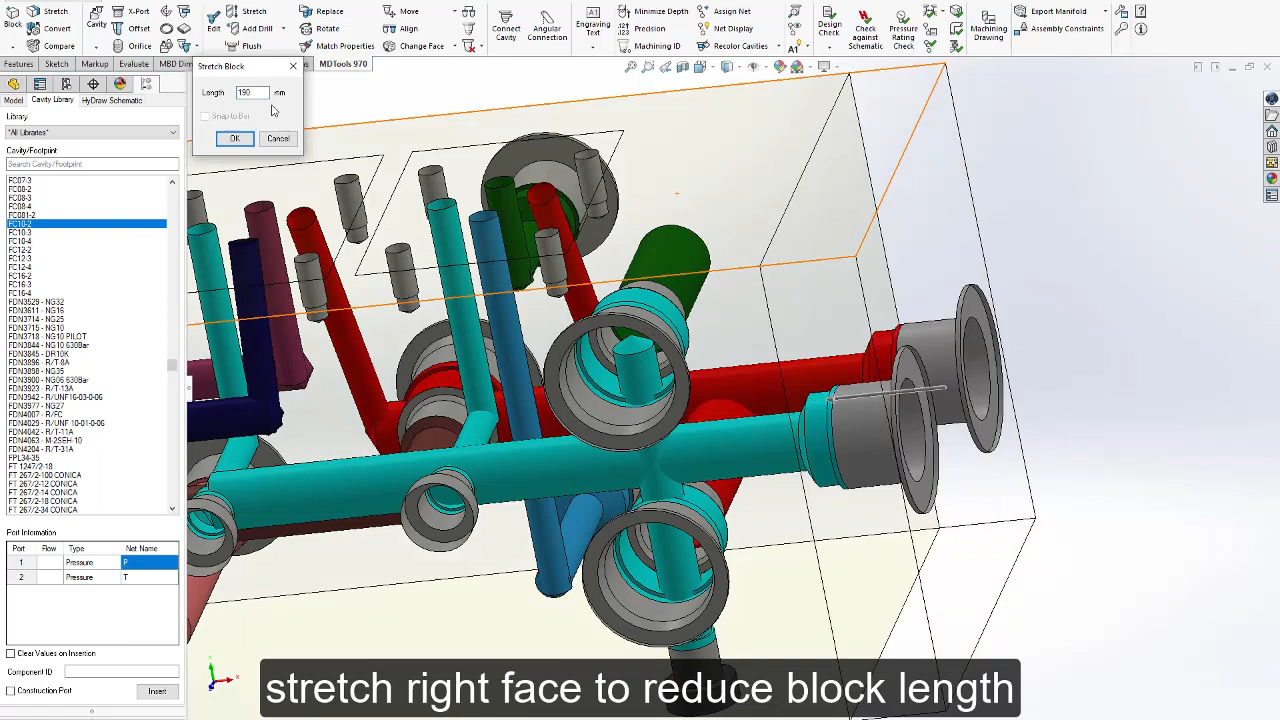 Block
Stretch
Convert
Compare
Cavity
X-Port
Offset
Orifice
Edit
Stretch
Add Drill
Flush
Replace
Rotate
Match Properties
Move
Align
Change Face
Connect
Cavity
Angular
Connection
Engraving
Text
Minimize Depth
Precision
Machining ID
Assign Net
Net Display
Recolor Cavities
A1
Design
Check
Check
against
Schematic
Pressure
Rating
Check
Machining
Drawing
Export Manifold
Assembly Constraints
Features
Sketch
Markup
Evaluate
MBD Dim
MDTools 970
Model
Cavity Library
HyDraw Schematic
Library
*All Libraries*
Cavity/Footprint
Search Cavity/Footprint
FC07-3
FC08-2
FC08-3
FC08-4
FC081-2
FC10-2
FC10-3
FC10-4
FC12-2
FC12-3
FC12-4
FC16-2
FC16-3
FC16-4
FDN3529 - NG32
FDN3611 - NG16
FDN3714 - NG25
FDN3715 - NG10
FDN3718 - NG10 PILOT
FDN3844 - NG10 630Bar
FDN3845 - DR10K
FDN3896 - R/T-8A
FDN3898 - NG35
FDN3900 - NG06 630Bar
FDN3923 - R/T-13A
FDN3942 - R/UNF16-03-0-06
FDN3977 - NG27
FDN4007 - R/FC
FDN4029 - R/UNF 10-01-0-06
FDN4042 - R/T-11A
FDN4063 - M-2SEH-10
FDN4204 - R/T-31A
FPL34-35
FT 1247/2-18
FT 267/2-100 CONICA
FT 267/2-12 CONICA
FT 267/2-14 CONICA
FT 267/2-18 CONICA
FT 267/2-34 CONICA
Port Information
Port Flow Type Net Name
1 Pressure P
2 Pressure T
Clear Values on Insertion
Component ID
Construction Port
Insert
Stretch Block
Length 190 mm
Snap to Bar
OK Cancel
stretch right face to reduce block length